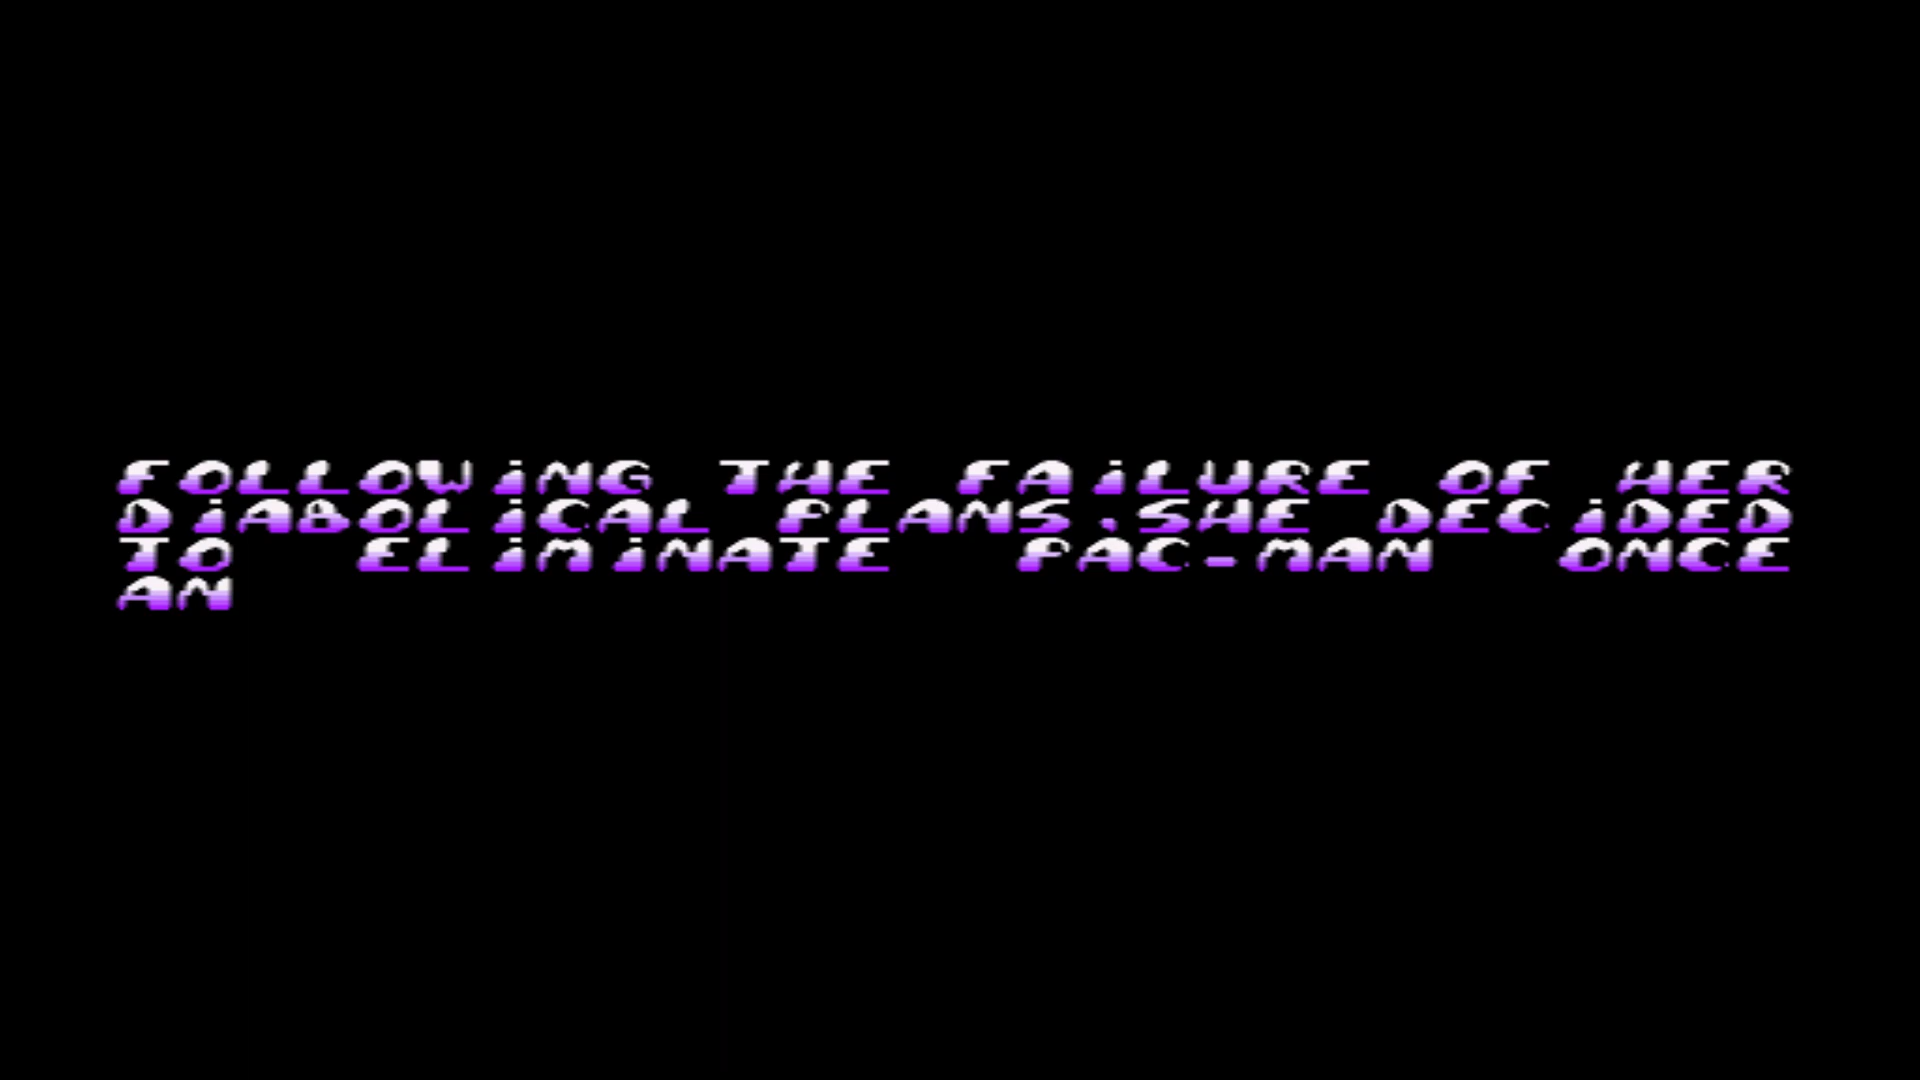 FOLLOWiNG THE FAiLURE OF HER
DiABOLiCAL PLANS,SHE DECiDED
TO ELiMiNATE PAC-MAN ONCE
AN